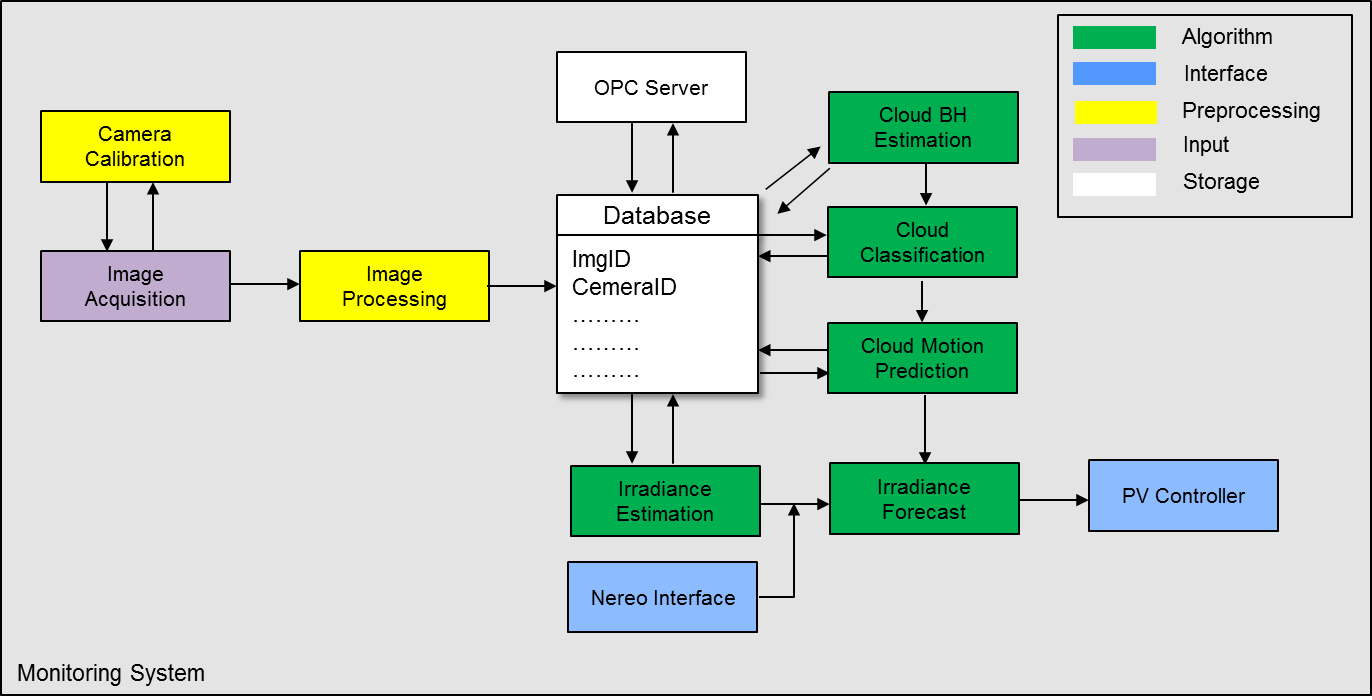 OPC Server
Algorithm
Interface
Preprocessing
Input
Storage
Camera
Calibration
Cloud BH
Estimation
Database
ImgID
CemeraID
………
………
………
Cloud
Classification
Image
Acquisition
Image
Processing
Cloud Motion
Prediction
Irradiance
Estimation
Irradiance
Forecast
PV Controller
Nereo Interface
Monitoring System